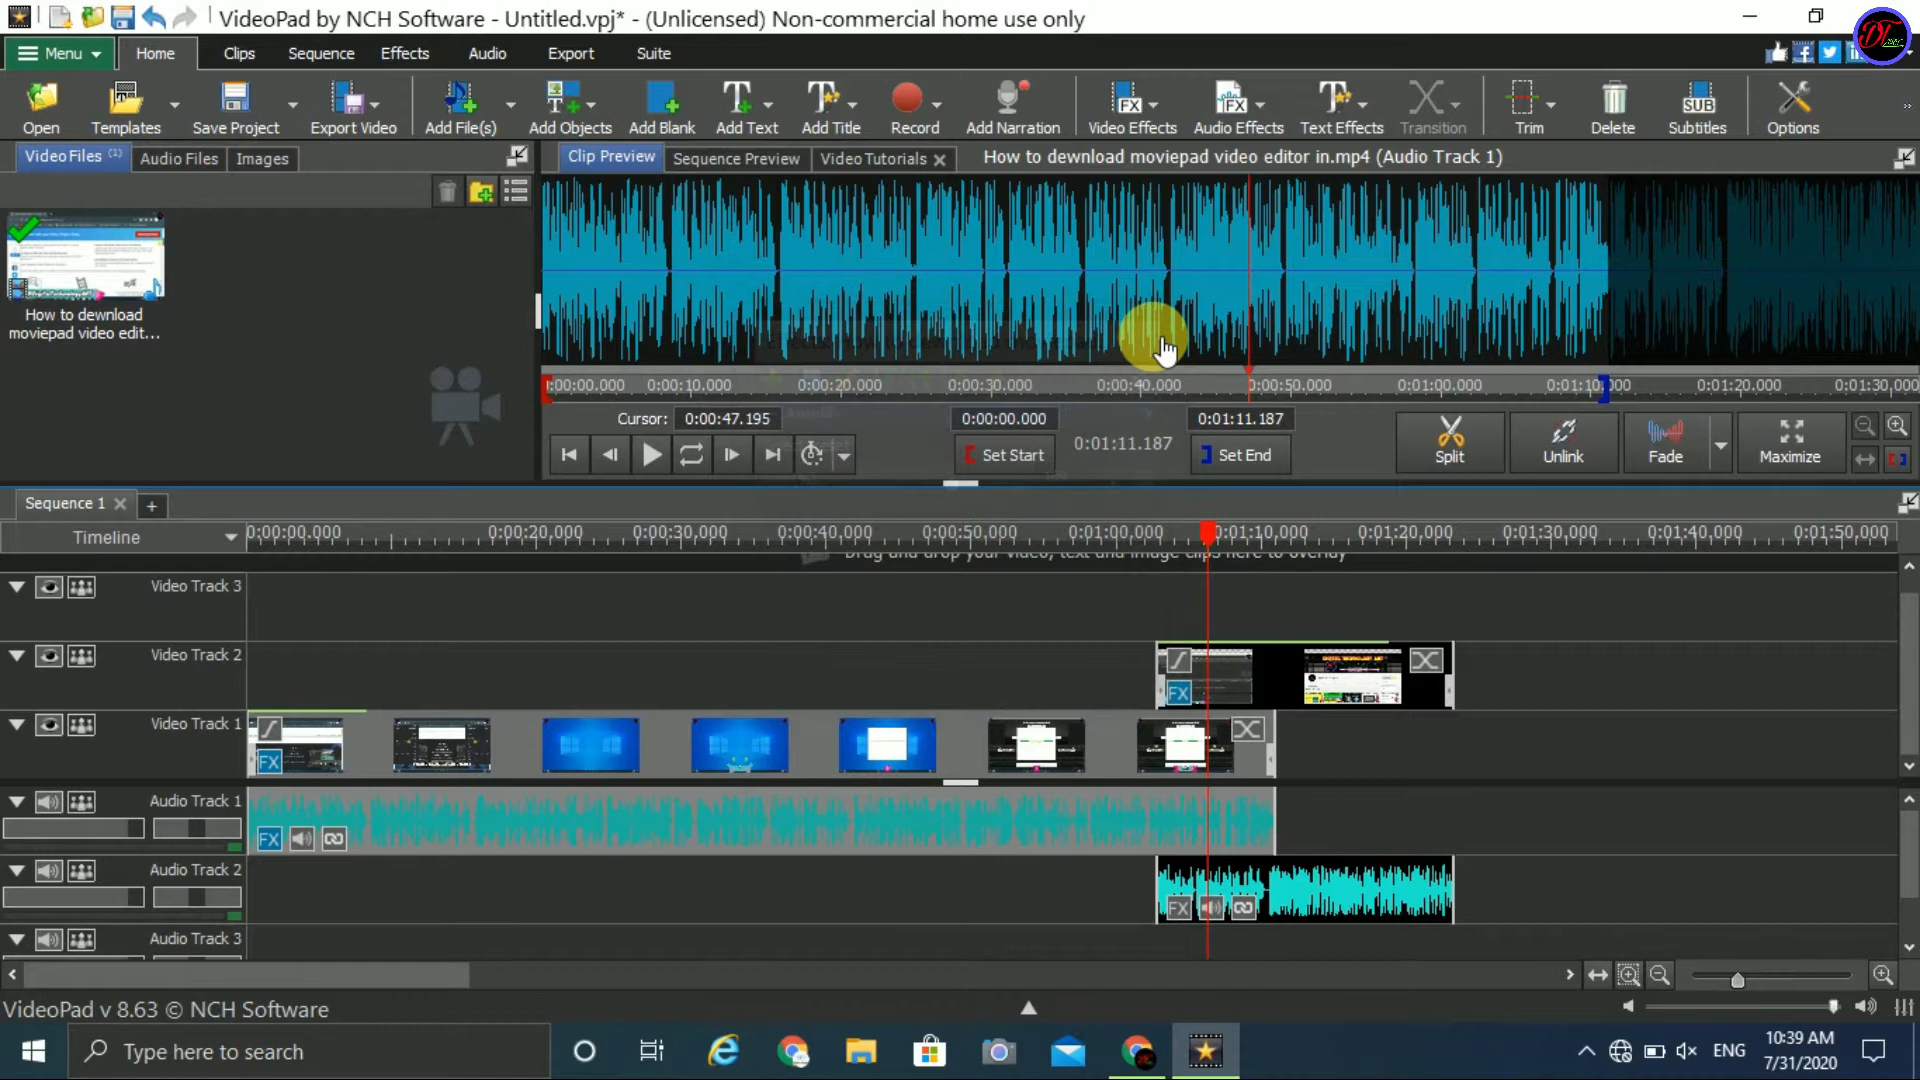 VideoPad by NCH Software - Untitled.vpj* - (Unlicensed) Non-commercial home use only
Menu Home Clips Sequence Effects Audio Export Suite
Open Templates Save Project Export Video Add File(s) Add Objects Add Blank Add Text Add Title Record Add Narration Video Effects Audio Effects Text Effects Transition Trim Delete Subtitles Options
Video Files (1) Audio Files Images
Clip Preview Sequence Preview Video Tutorials How to dewnload moviepad video editor in.mp4 (Audio Track 1)
How to dewnload
moviepad video edit...
0:00:00.000 0:00:10.000 0:00:20.000 0:00:30.000 0:00:40.000 0:00:50.000 0:01:00.000 0:01:10.000 0:01:20.000 0:01:30.000
Cursor: 0:00:47.195 0:00:00.000 0:01:11.187
Set Start 0:01:11.187 Set End
Split Unlink Fade Maximize
Sequence 1
Timeline
0:00:00.000 0:00:20.000 0:00:30.000 0:00:40.000 0:00:50.000 0:01:00.000 0:01:10.000 0:01:20.000 0:01:30.000 0:01:40.000 0:01:50.000
Drag and drop your video, text and image clips here to overlay
Video Track 3
Video Track 2
FX
Video Track 1
FX
Audio Track 1
FX
Audio Track 2
FX
Audio Track 3
VideoPad v 8.63 © NCH Software
Type here to search
ENG
10:39 AM
7/31/2020